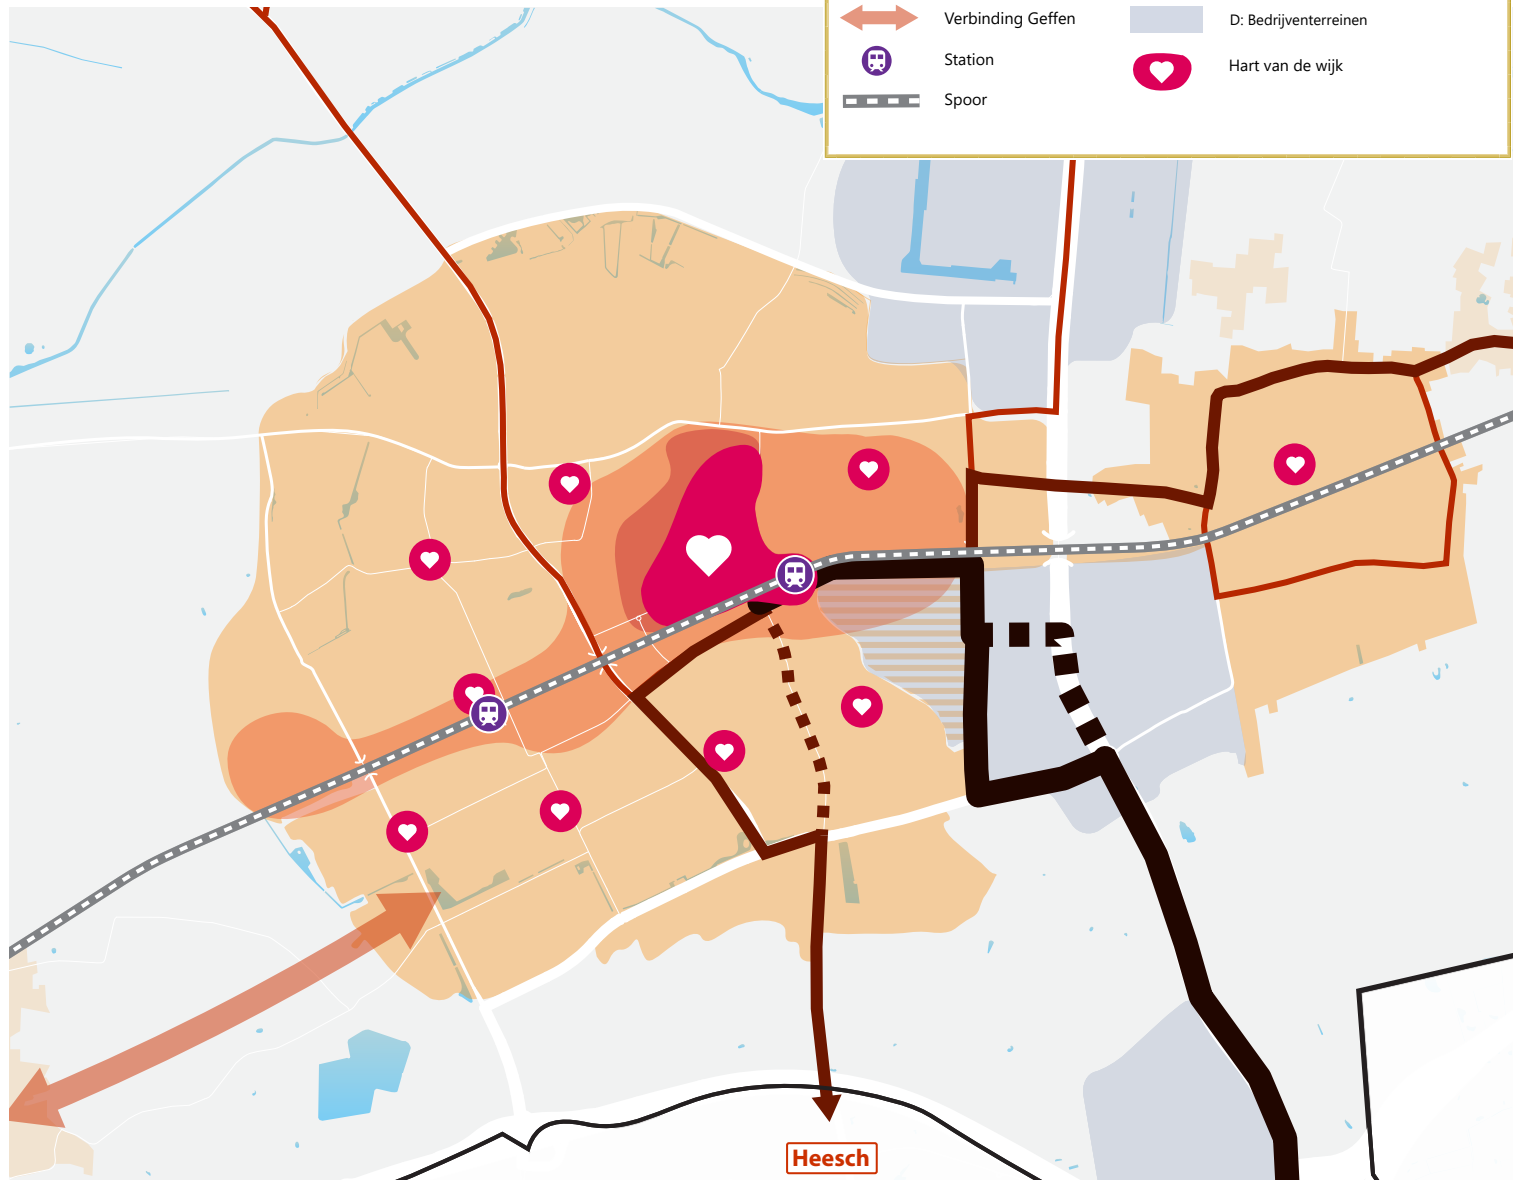 Verbinding Geffen
D: Bedrijventerreinen
Station
Hart van de wijk
Spoor
Heesch